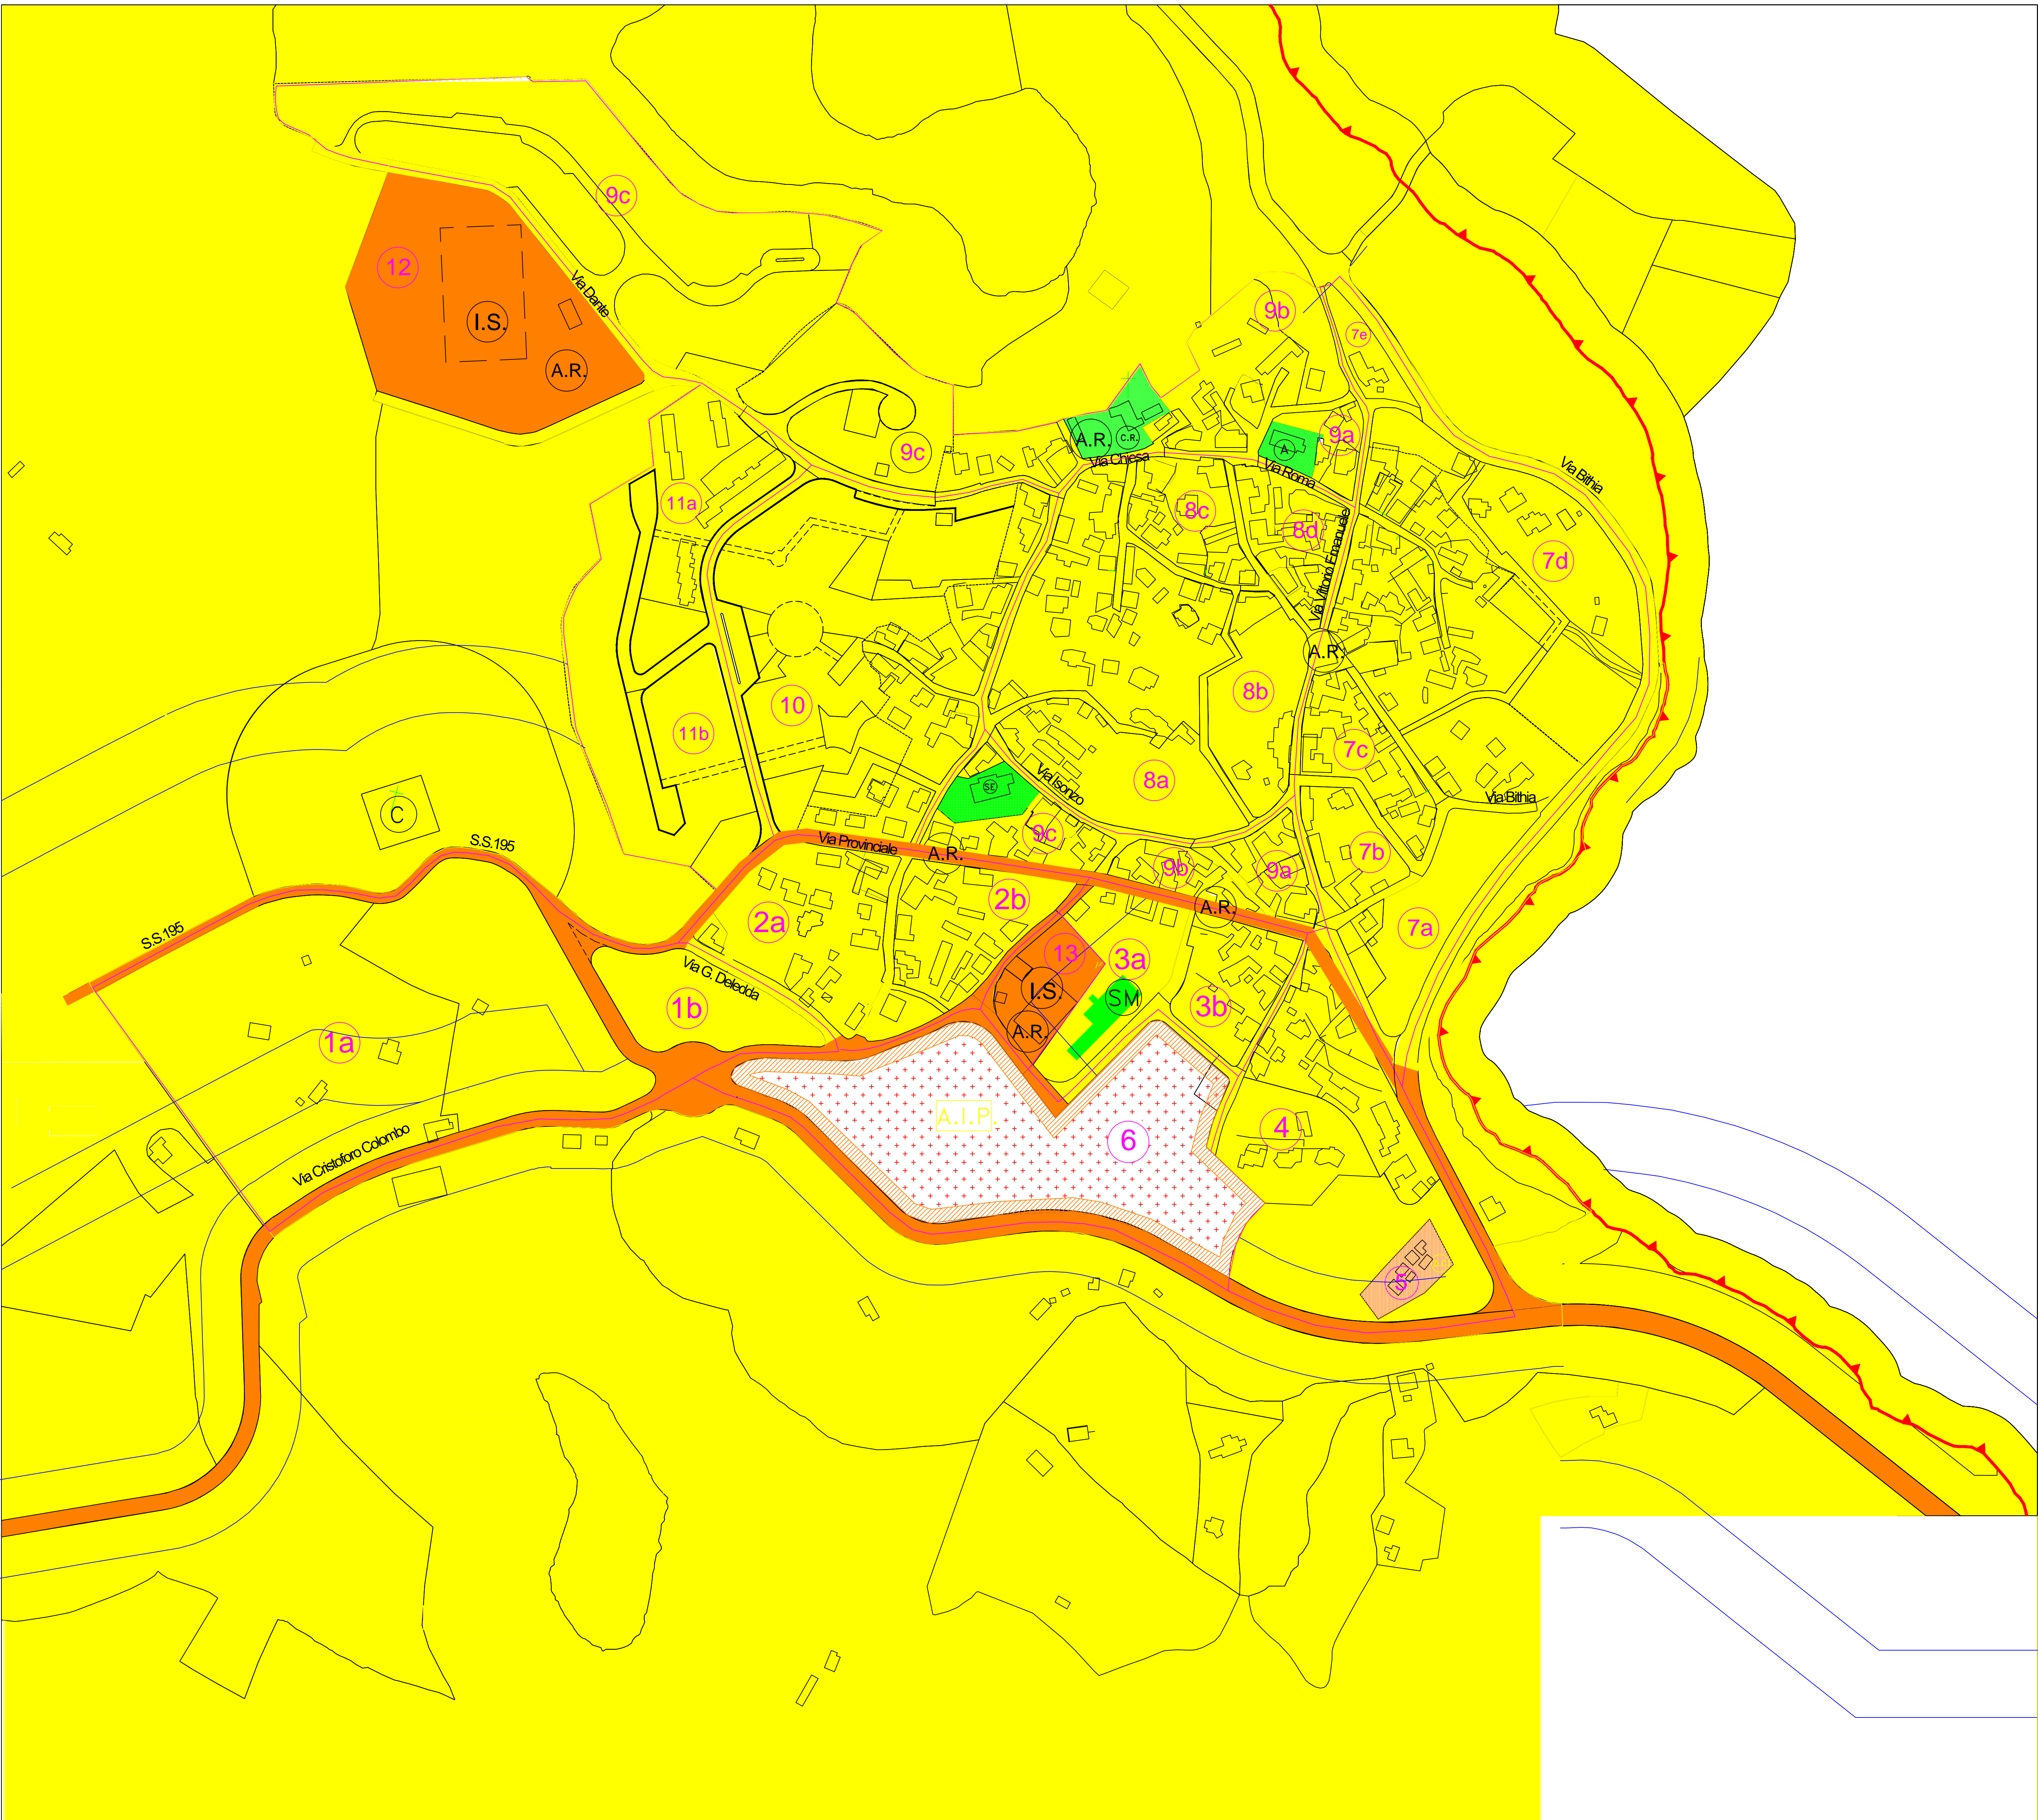 9c
12
I.S.
A.R.
Via Dante
9b
7e
9a
A.R.
C.R.
A
9c
Via Chiesa
Via Roma
Via Bithia
11a
8c
8d
Via Vittorio Emanuele
7d
A.R.
10
8b
11b
7c
8a
Via Isonzo
SE
Via Bithia
C
S.S.195
9c
Via Provinciale
A.R.
7b
9b
9a
2b
A.R.
2a
7a
S.S.195
13
3a
Via G. Deledda
I.S.
SM
1b
3b
A.R.
1a
A.I.P.
6
4
Via Cristoforo Colombo
5